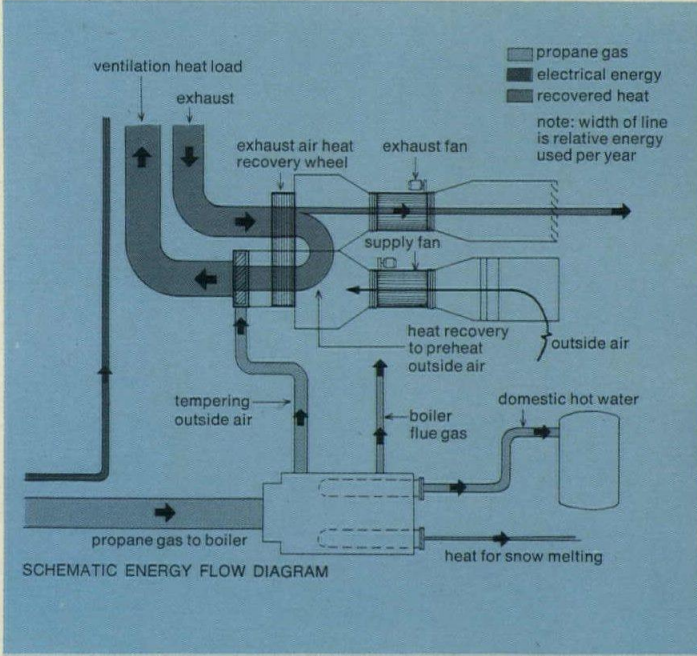 propane gas
electrical energy
recovered heat
note: width of line
is relative energy
used per year
ventilation heat load
exhaust
exhaust air heat
recovery wheel
exhaust fan
supply fan
heat recovery
to preheat
outside air
outside air
tempering
outside air
boiler
flue gas
domestic hot water
propane gas to boiler
heat for snow melting
SCHEMATIC ENERGY FLOW DIAGRAM